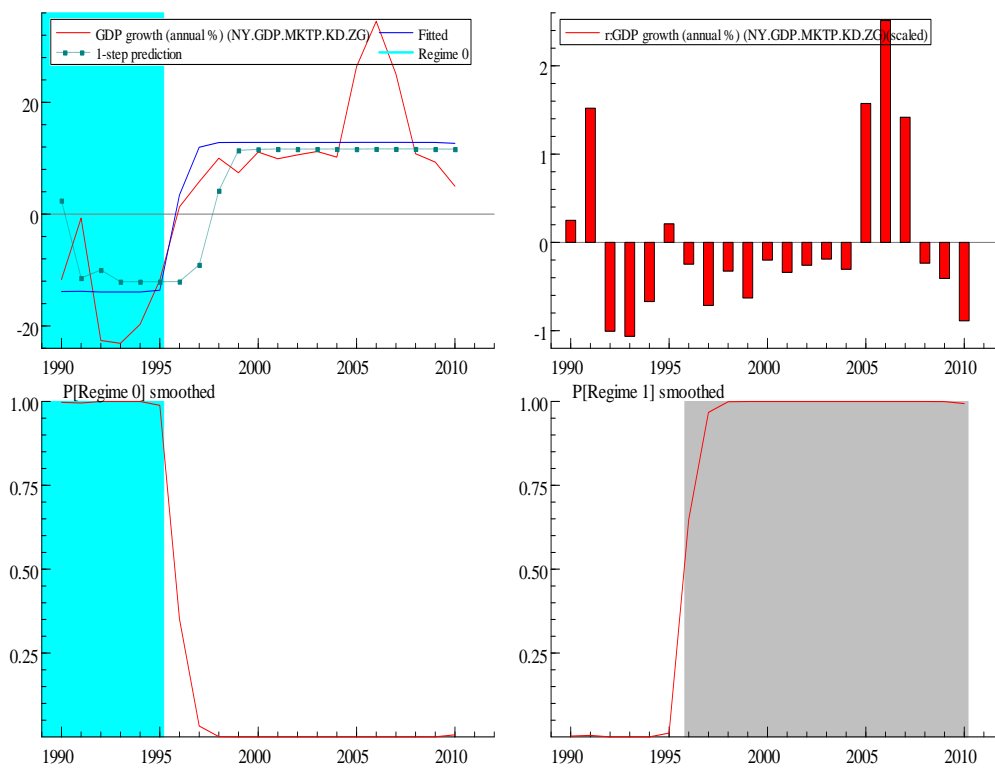 GDP growth (annual %) (NY.GDP.MKTP.KD.ZG) Fitted
1-step prediction Regime 0
20
0
-20
1990 1995 2000 2005 2010
r:GDP growth (annual %) (NY.GDP.MKTP.KD.ZG)(scaled)
2
1
0
-1
1990 1995 2000 2005 2010
P[Regime 0] smoothed
1.00
0.75
0.50
0.25
1990 1995 2000 2005 2010
P[Regime 1] smoothed
1.00
0.75
0.50
0.25
1990 1995 2000 2005 2010